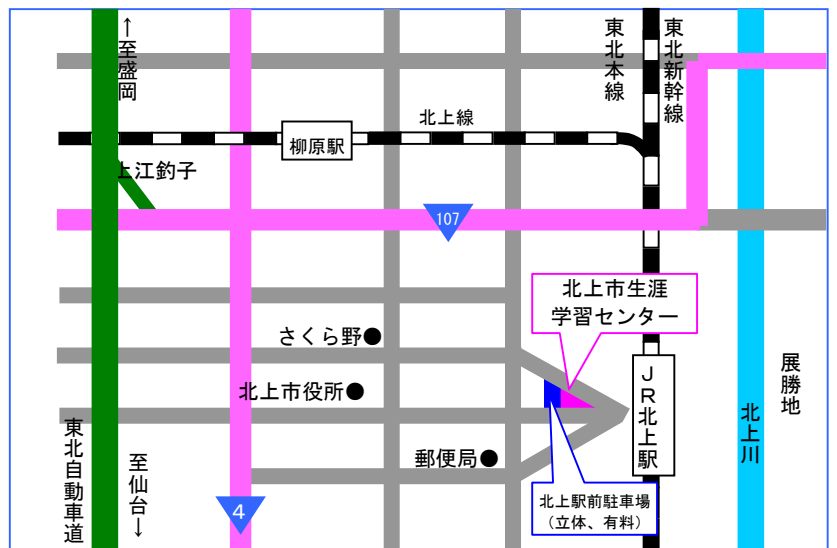 ↑至盛岡
東北本線
東北新幹線
北上線
柳原駅
上江釣子
107
北上市生涯
学習センター
さくら野●
北上市役所●
JR北上駅
展勝地
北上川
郵便局●
北上駅前駐車場
（立体、有料）
東北自動車道
至仙台↓
4